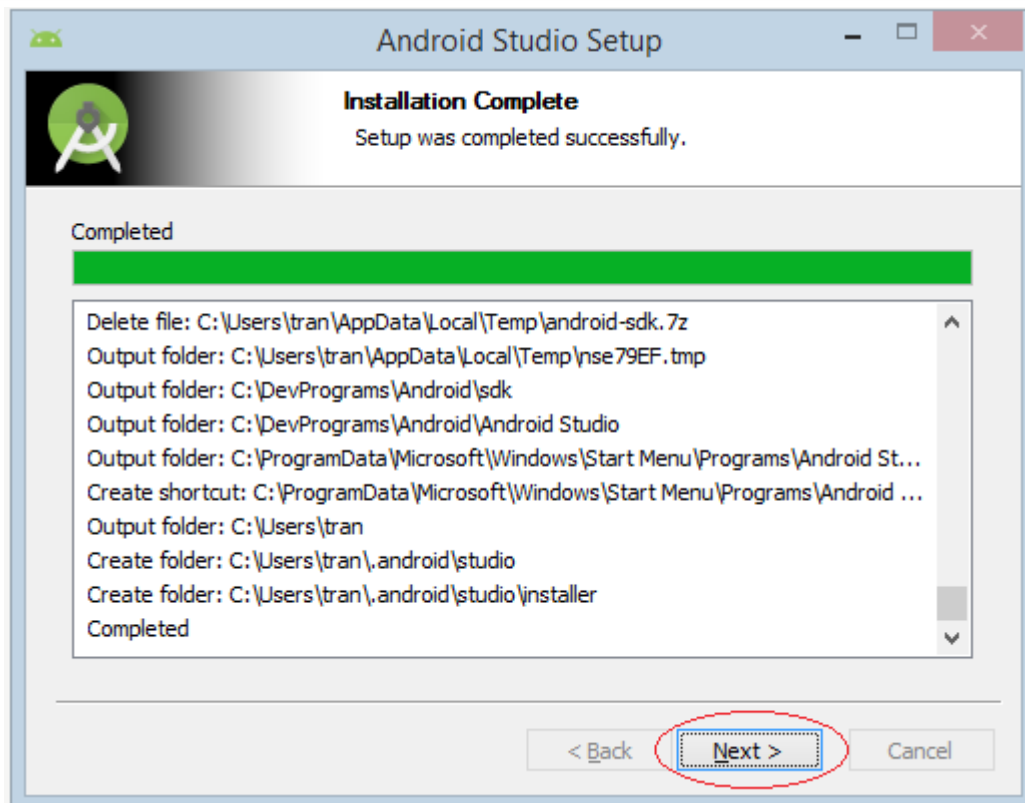 Android Studio Setup
Installation Complete
Setup was completed successfully.
Completed
Delete file: C:\Users\tran\AppData\Local\Temp\android-sdk.7z
Output folder: C:\Users\tran\AppData\Local\Temp\nse79EF.tmp
Output folder: C:\DevPrograms\Android\sdk
Output folder: C:\DevPrograms\Android\Android Studio
Output folder: C:\ProgramData\Microsoft\Windows\Start Menu\Programs\Android St...
Create shortcut: C:\ProgramData\Microsoft\Windows\Start Menu\Programs\Android ...
Output folder: C:\Users\tran
Create folder: C:\Users\tran\.android\studio
Create folder: C:\Users\tran\.android\studio\installer
Completed
< Back Next > Cancel